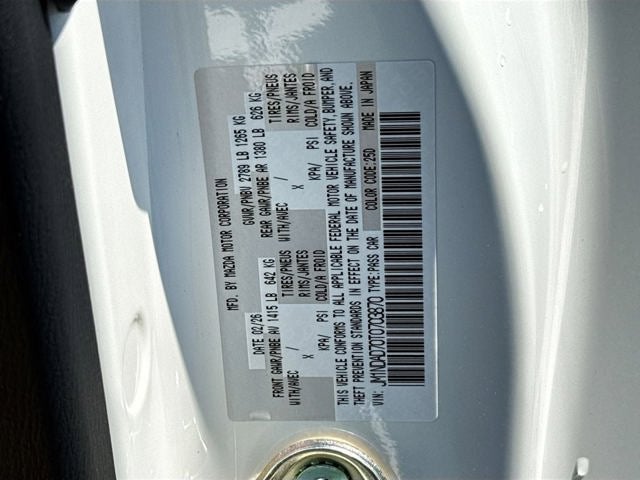 MFD. BY MAZDA MOTOR CORPORATION
DATE 02/26 GVWR/PNBV 2789 LB 1265 KG
FRONT GAWR/PNBE AV 1415 LB 642 KG REAR GAWR/PNBE AR 1380 LB 626 KG
WITH/AVEC TIRES/PNEUS WITH/AVEC TIRES/PNEUS
/ RIMS/JANTES / RIMS/JANTES
X X
KPA/ PSI COLD/A FROID KPA/ PSI COLD/A FROID
THIS VEHICLE CONFORMS TO ALL APPLICABLE FEDERAL MOTOR VEHICLE SAFETY, BUMPER, AND
THEFT PREVENTION STANDARDS IN EFFECT ON THE DATE OF MANUFACTURE SHOWN ABOVE.
TYPE:PASS CAR COLOR CODE:25D MADE IN JAPAN
VIN: JM1NDAD70T0703870